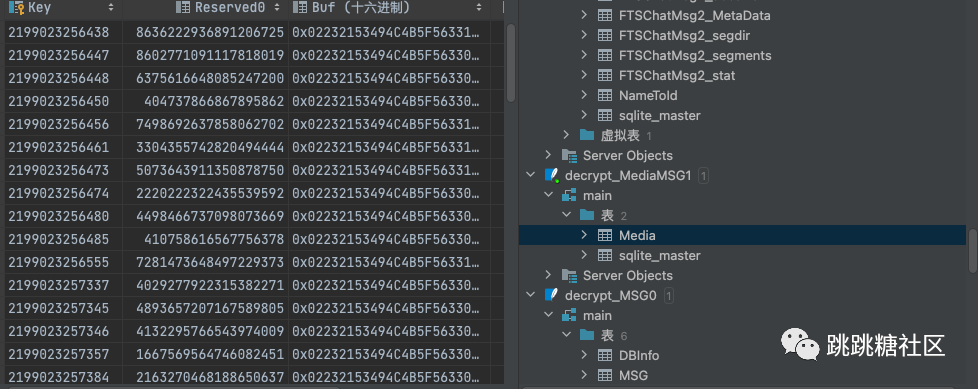 Key Reserved0 Buf (十六进制)
2199023256438 8636222936891206725 0x02232153494C4B5F56331…
2199023256447 8602771091117818019 0x02232153494C4B5F56330…
2199023256448 6375616648085247200 0x02232153494C4B5F56330…
2199023256450 404737866867895862 0x02232153494C4B5F56330…
2199023256456 7498692637858062702 0x02232153494C4B5F56331…
2199023256461 3304355742820494444 0x02232153494C4B5F56331…
2199023256473 5073643911350878750 0x02232153494C4B5F56331…
2199023256474 2220222322435539592 0x02232153494C4B5F56330…
2199023256480 4498466737098073669 0x02232153494C4B5F56330…
2199023256485 410758616567756378 0x02232153494C4B5F56330…
2199023256555 7281473648497229373 0x02232153494C4B5F56331…
2199023257337 4029277922315382271 0x02232153494C4B5F56330…
2199023257345 4893657207167589805 0x02232153494C4B5F56330…
2199023257346 4132295766543974009 0x02232153494C4B5F56330…
2199023257357 1667569564746082451 0x02232153494C4B5F56330…
2199023257384 2163270468188650637 0x02232153494C4B5F56330…
FTSChatMsg2_MetaData
FTSChatMsg2_segdir
FTSChatMsg2_segments
FTSChatMsg2_stat
NameToId
sqlite_master
虚拟表 1
Server Objects
decrypt_MediaMSG1 1
main
表 2
Media
sqlite_master
Server Objects
decrypt_MSG0 1
main
表 6
DBInfo
MSG
跳跳糖社区